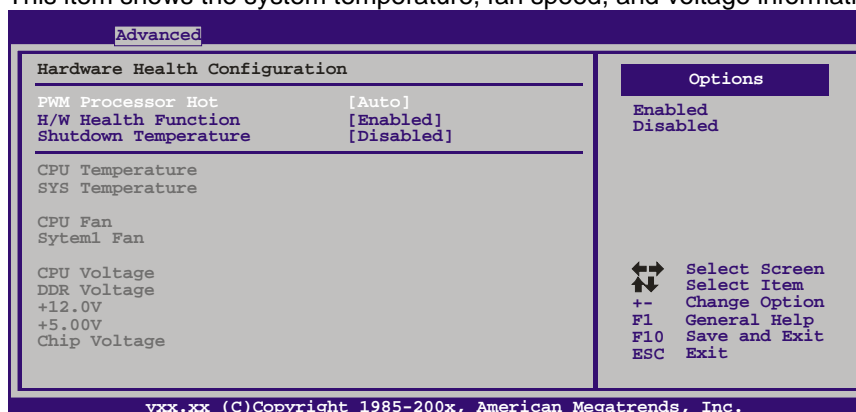 This item shows the system temperature, fan speed, and voltage informati
Advanced
Hardware Health Configuration
PWM Processor Hot [Auto]
H/W Health Function [Enabled]
Shutdown Temperature [Disabled]
CPU Temperature
SYS Temperature
CPU Fan
Sytem1 Fan
CPU Voltage
DDR Voltage
+12.0V
+5.00V
Chip Voltage
Options
Enabled
Disabled
Select Screen
Select Item
+- Change Option
F1 General Help
F10 Save and Exit
ESC Exit
vxx.xx (C)Copyright 1985-200x, American Megatrends, Inc.